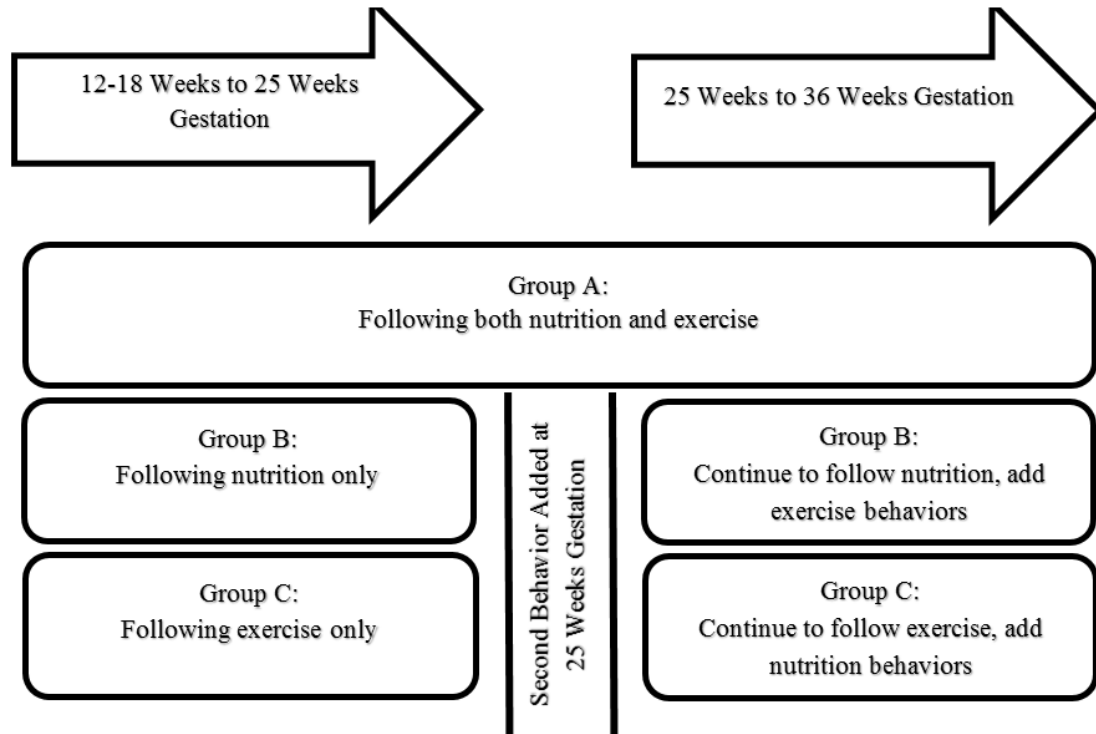 12-18 Weeks to 25 Weeks
Gestation
25 Weeks to 36 Weeks Gestation
Group A:
Following both nutrition and exercise
Group B:
Following nutrition only
Group C:
Following exercise only
Second Behavior Added at
25 Weeks Gestation
Group B:
Continue to follow nutrition, add
exercise behaviors
Group C:
Continue to follow exercise, add
nutrition behaviors